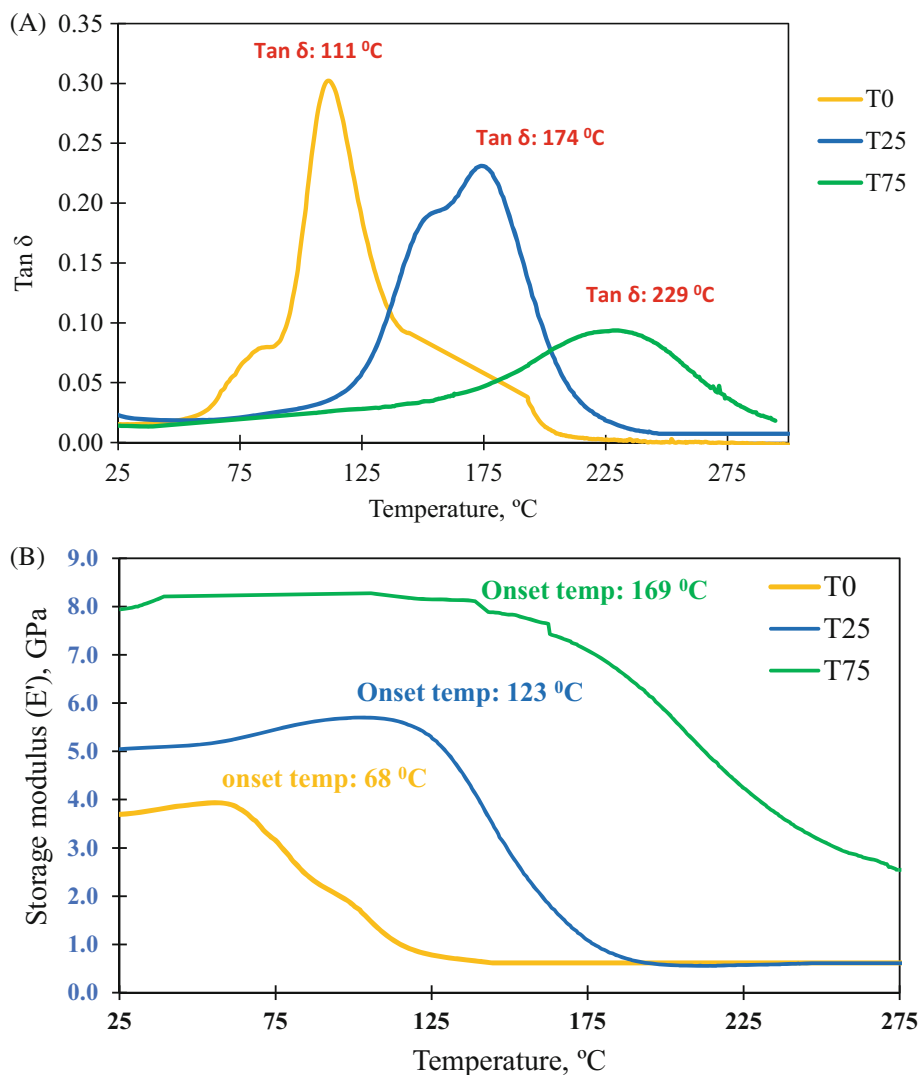 (A)
0.35
0.30
0.25
0.20
0.15
0.10
0.05
0.00
Tan δ
Tan δ: 111 ⁰C
Tan δ: 174 ⁰C
Tan δ: 229 ⁰C
T0
T25
T75
25 75 125 175 225 275
Temperature, ºC
(B)
9.0
8.0
7.0
6.0
5.0
4.0
3.0
2.0
1.0
0.0
Storage modulus (E'), GPa
Onset temp: 169 ⁰C
Onset temp: 123 ⁰C
onset temp: 68 ⁰C
T0
T25
T75
25 75 125 175 225 275
Temperature, ºC